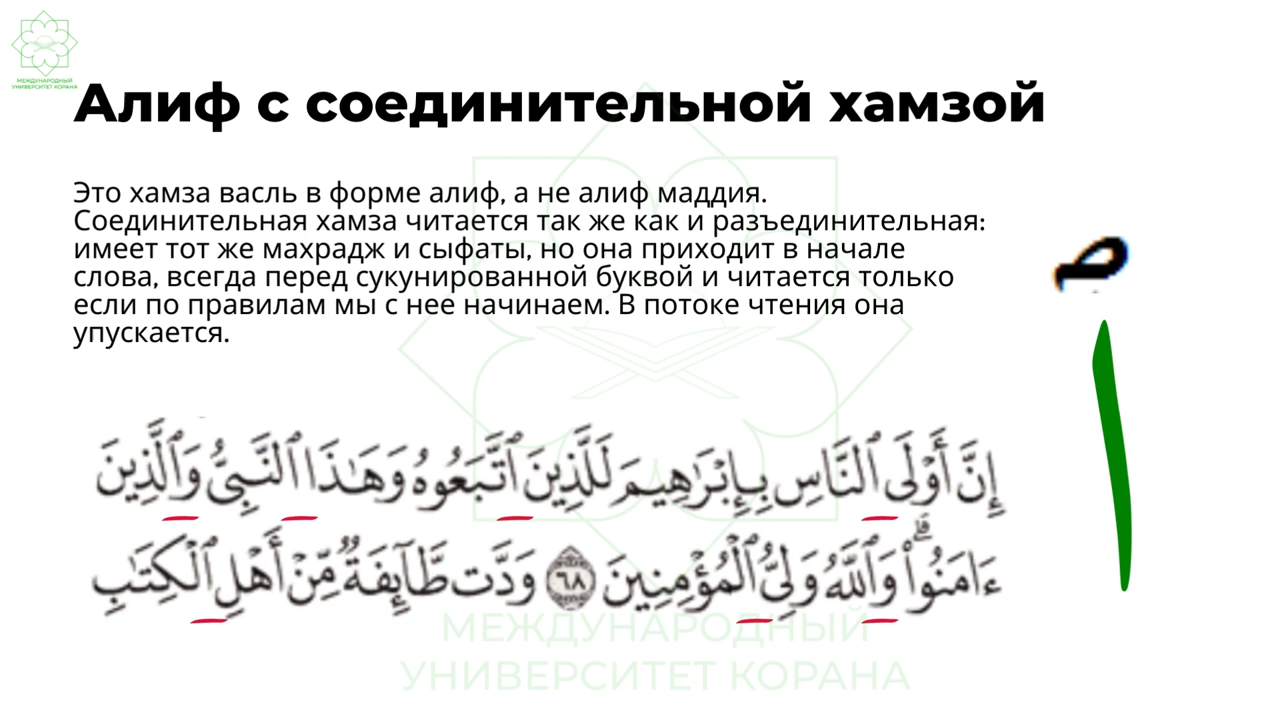 МЕЖДУНАРОДНЫЙ
УНИВЕРСИТЕТ КОРАНА
Алиф с соединительной хамзой
Это хамза васль в форме алиф, а не алиф маддия.
Соединительная хамза читается так же как и разъединительная:
имеет тот же махрадж и сыфаты, но она приходит в начале
слова, всегда перед сукунированной буквой и читается только
если по правилам мы с нее начинаем. В потоке чтения она
упускается.
ٱ
إِنَّ أَوْلَى ٱلنَّاسِ بِإِبْرَٰهِيمَ لَلَّذِينَ ٱتَّبَعُوهُ وَهَـٰذَا ٱلنَّبِىُّ وَٱلَّذِينَ
ءَامَنُوا۟ ۗ وَٱللَّهُ وَلِىُّ ٱلْمُؤْمِنِينَ ٦٨ وَدَّت طَّآئِفَةٌ مِّنْ أَهْلِ ٱلْكِتَـٰبِ
МЕЖДУНАРОДНЫЙ
УНИВЕРСИТЕТ КОРАНА